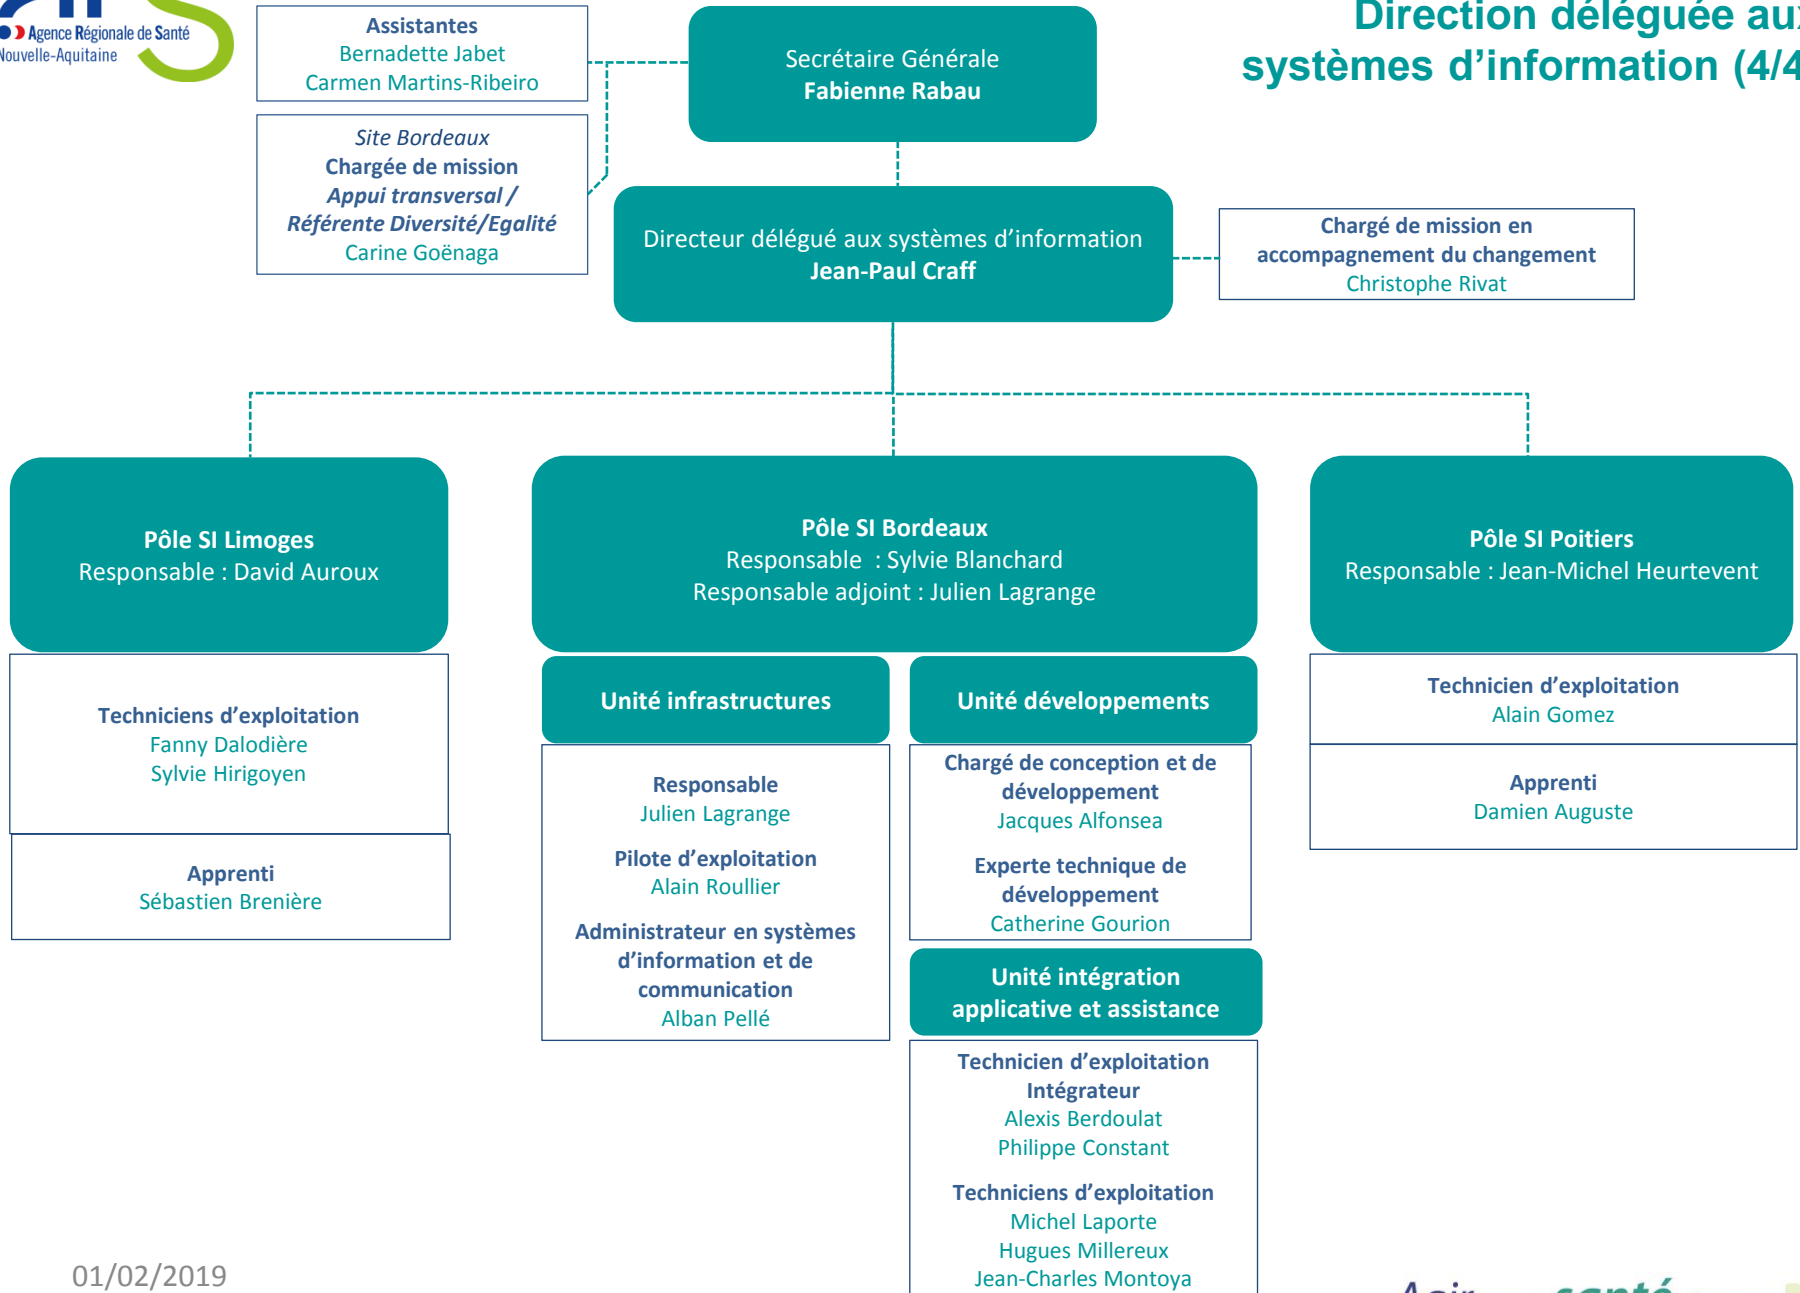 Agence Régionale de Santé
Nouvelle-Aquitaine
Direction déléguée aux
systèmes d’information (4/4
Assistantes
Bernadette Jabet
Carmen Martins-Ribeiro
Secrétaire Générale
Fabienne Rabau
Site Bordeaux
Chargée de mission
Appui transversal /
Référente Diversité/Egalité
Carine Goënaga
Directeur délégué aux systèmes d’information
Jean-Paul Craff
Chargé de mission en
accompagnement du changement
Christophe Rivat
Pôle SI Limoges
Responsable : David Auroux
Techniciens d’exploitation
Fanny Dalodière
Sylvie Hirigoyen
Apprenti
Sébastien Brenière
Pôle SI Bordeaux
Responsable : Sylvie Blanchard
Responsable adjoint : Julien Lagrange
Unité infrastructures
Responsable
Julien Lagrange
Pilote d’exploitation
Alain Roullier
Administrateur en systèmes
d’information et de
communication
Alban Pellé
Unité développements
Chargé de conception et de
développement
Jacques Alfonsea
Experte technique de
développement
Catherine Gourion
Unité intégration
applicative et assistance
Technicien d’exploitation
Intégrateur
Alexis Berdoulat
Philippe Constant
Techniciens d’exploitation
Michel Laporte
Hugues Millereux
Jean-Charles Montoya
Pôle SI Poitiers
Responsable : Jean-Michel Heurtevent
Technicien d’exploitation
Alain Gomez
Apprenti
Damien Auguste
01/02/2019
Agir santé